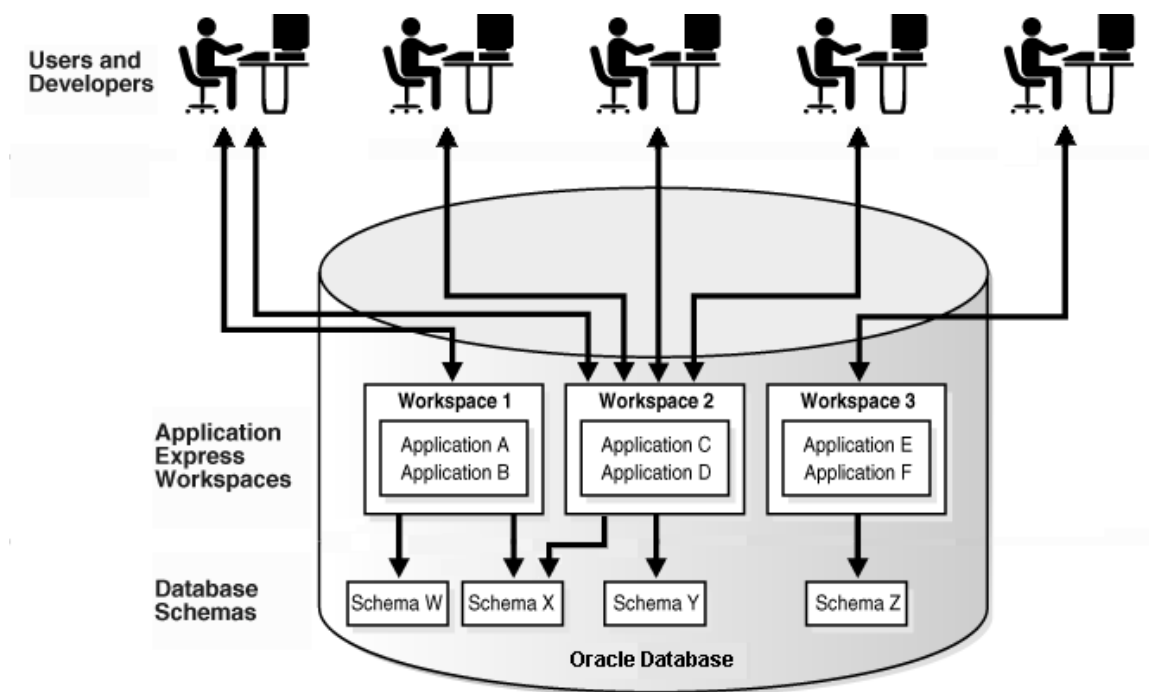 Users and
Developers
Workspace 1
Workspace 2
Workspace 3
Application A
Application B
Application C
Application D
Application E
Application F
Application
Express
Workspaces
Database
Schemas
Schema W
Schema X
Schema Y
Schema Z
Oracle Database